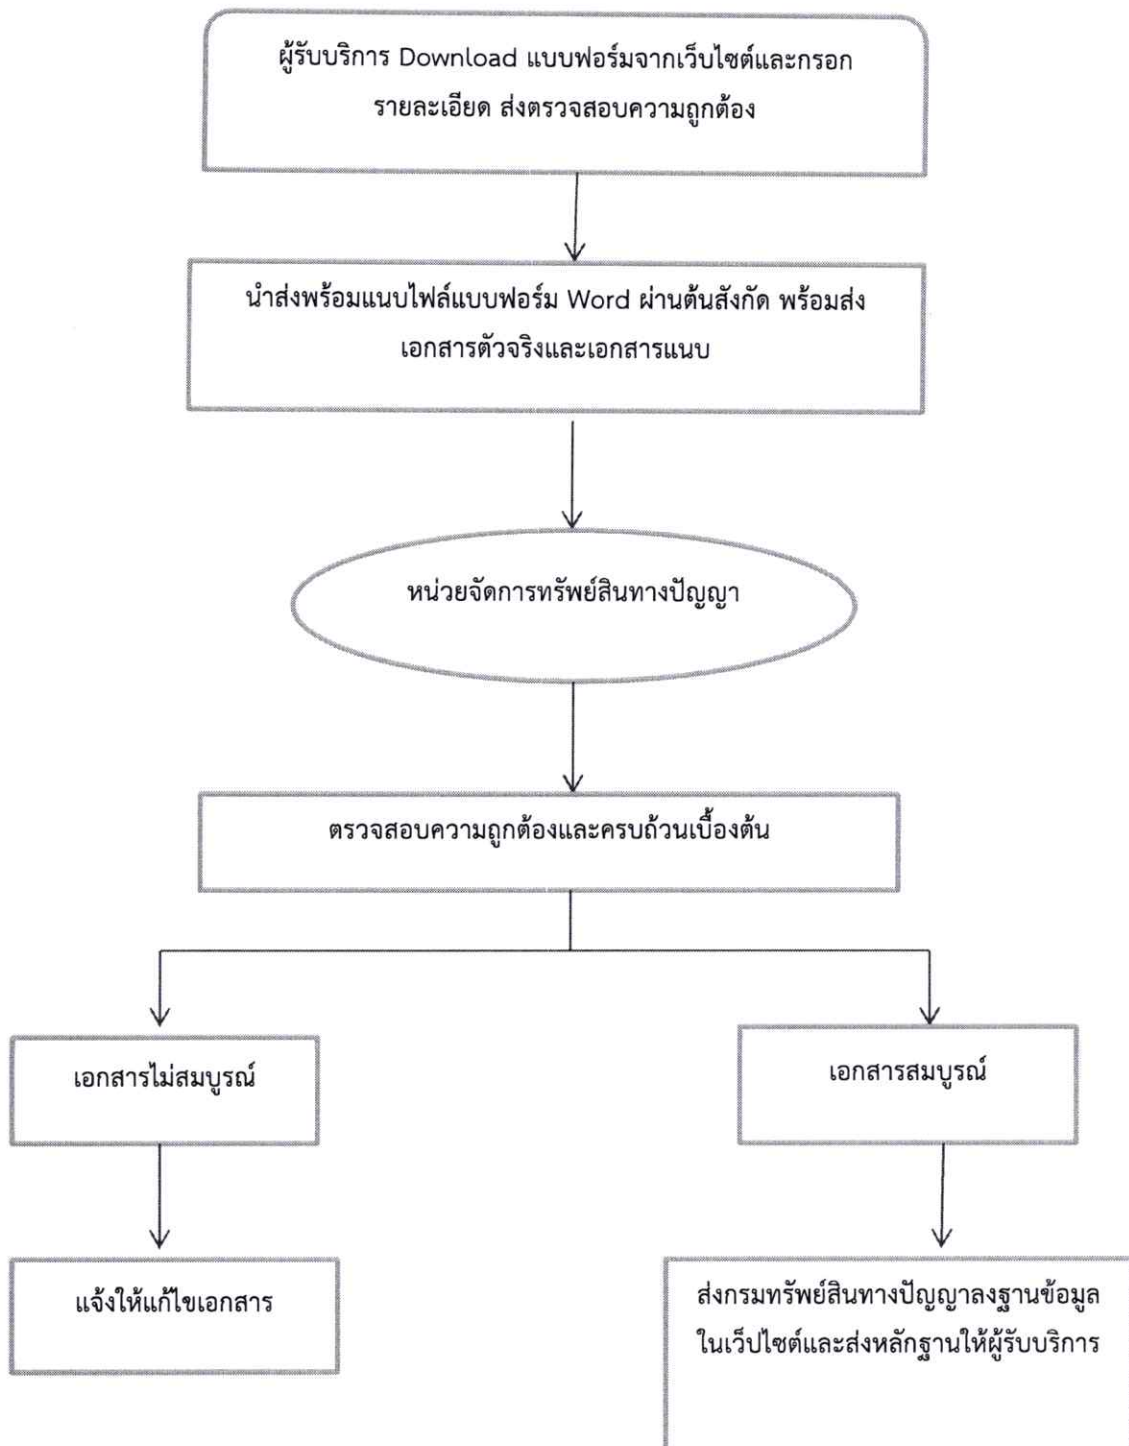 ผู้รับบริการ Download แบบฟอร์มจากเว็บไซต์และกรอก
รายละเอียด ส่งตรวจสอบความถูกต้อง
นำส่งพร้อมแนบไฟล์แบบฟอร์ม Word ผ่านต้นสังกัด พร้อมส่ง
เอกสารตัวจริงและเอกสารแนบ
หน่วยจัดการทรัพย์สินทางปัญญา
ตรวจสอบความถูกต้องและครบถ้วนเบื้องต้น
เอกสารไม่สมบูรณ์
เอกสารสมบูรณ์
แจ้งให้แก้ไขเอกสาร
ส่งกรมทรัพย์สินทางปัญญาลงฐานข้อมูล
ในเว็ปไซต์และส่งหลักฐานให้ผู้รับบริการ